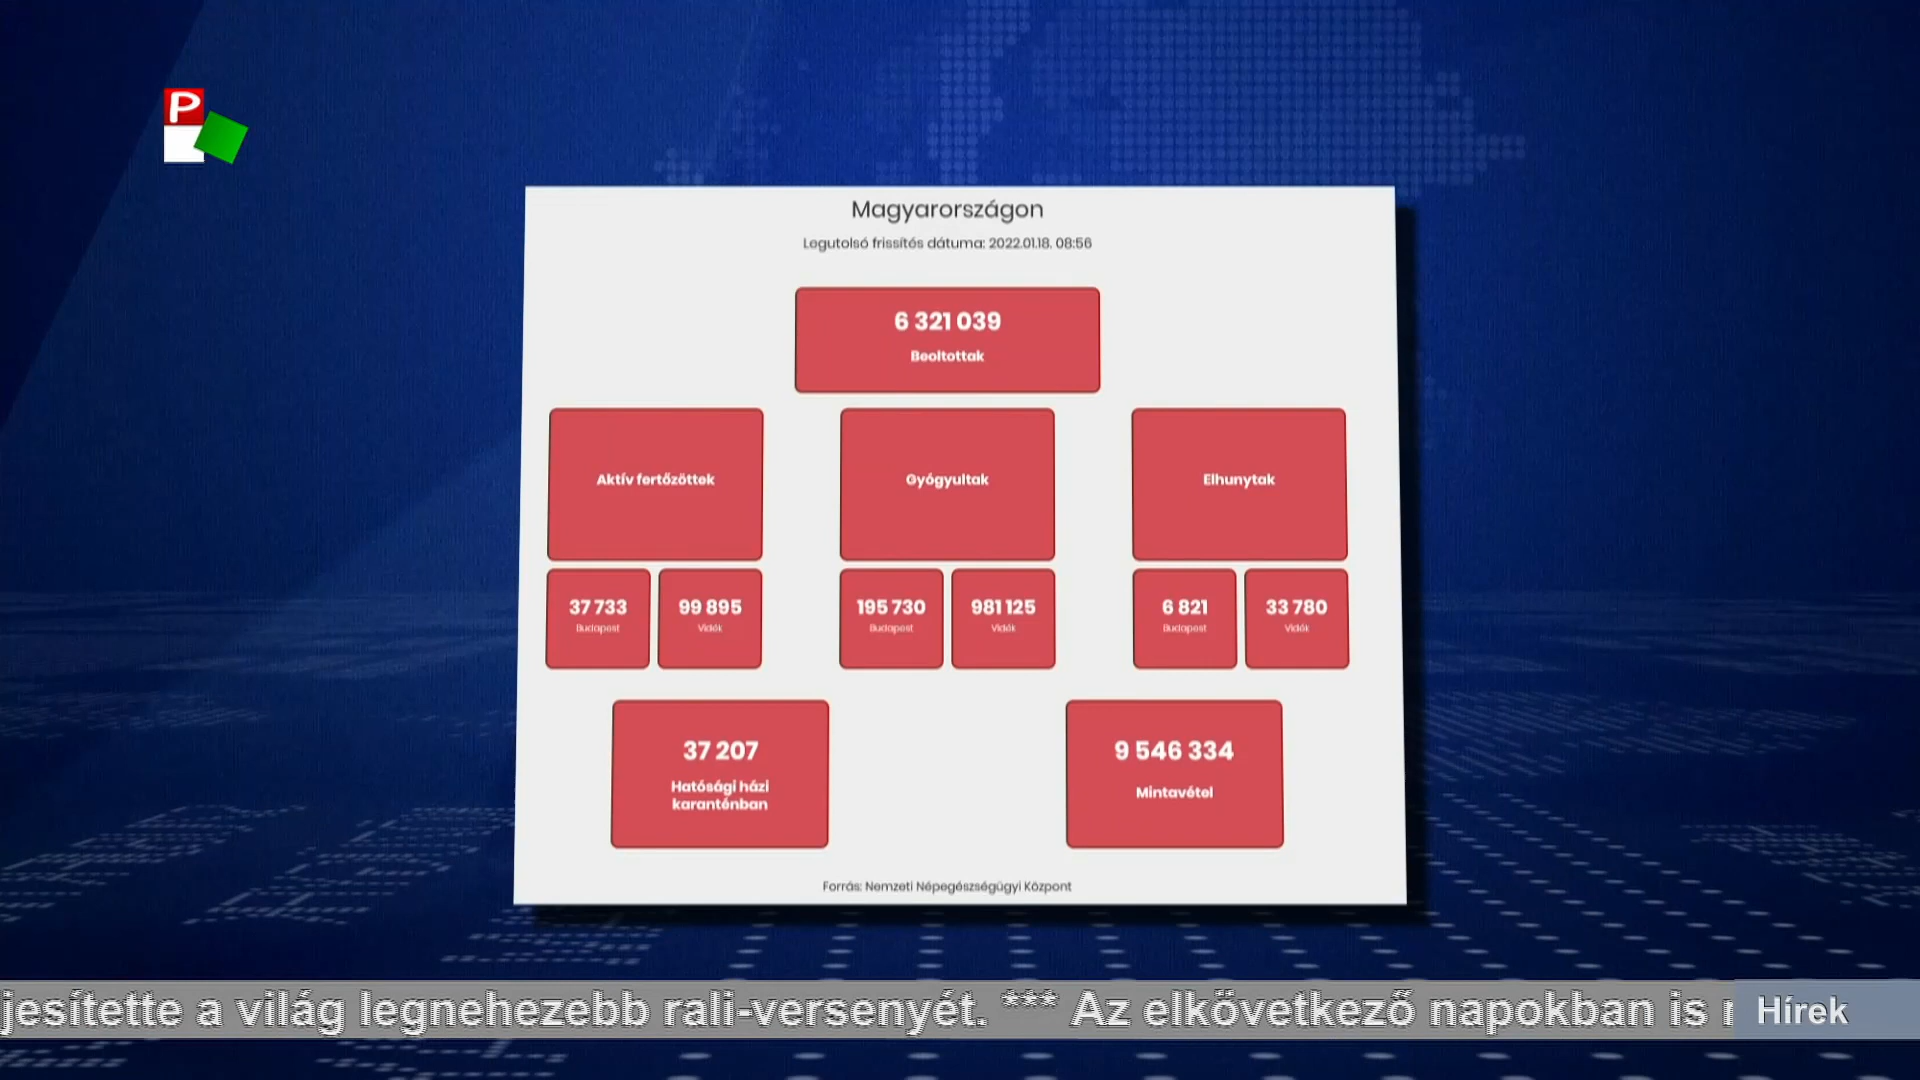 P
Magyarországon
Legutolsó frissítés dátuma: 2022.01.18. 08:56
6 321 039
Beoltottak
Aktív fertőzöttek
Gyógyultak
Elhunytak
37 733
Budapest
99 895
Vidék
195 730
Budapest
981 125
Vidék
6 821
Budapest
33 780
Vidék
37 207
Hatósági házi
karanténban
9 546 334
Mintavétel
Forrás: Nemzeti Népegészségügyi Központ
jesítette a világ legnehezebb rali-versenyét. *** Az elkövetkező napokban is
Hírek